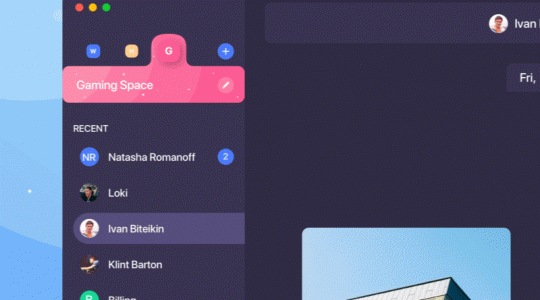 W
H
G
+
Ivan
Gaming Space
Fri,
RECENT
NR
Natasha Romanoff
2
Loki
Ivan Biteikin
Klint Barton